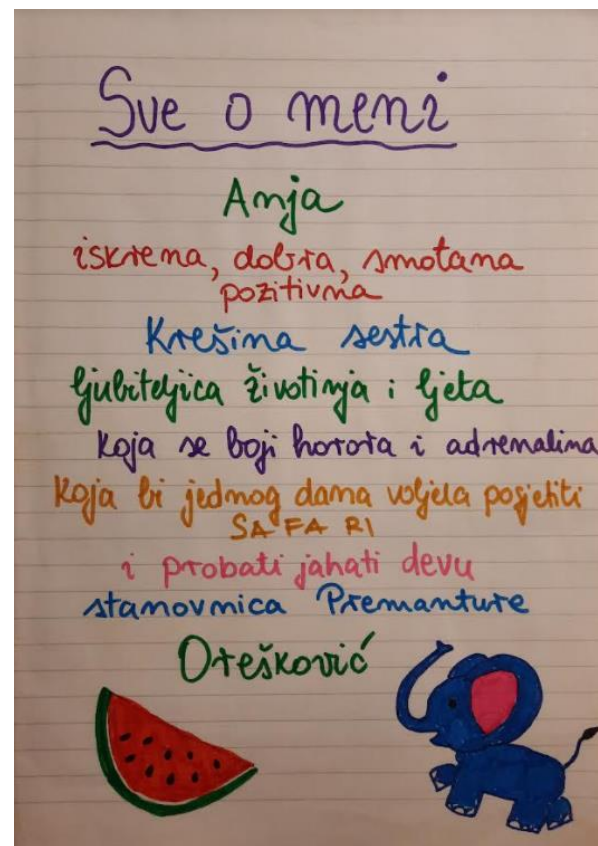 Sve o meni
Anja
iskrena, dobra, smotana
pozitivna
Krešina sestra
ljubiteljica životinja i ljeta
koja se boji horora i adrenalina
koja bi jednog dana voljela posjetiti
SAFARI
i probati jahati devu
stanovnica Premanture
Orešković